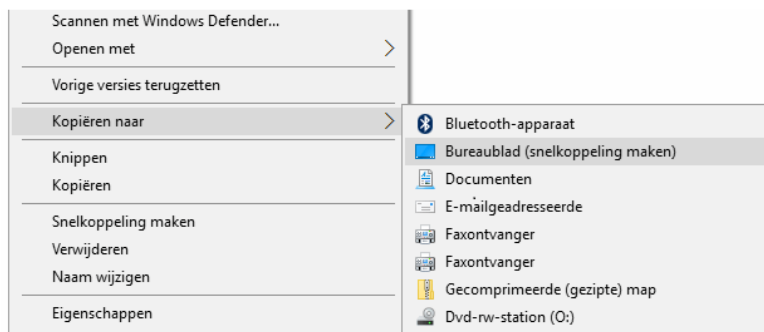 Scannen met Windows Defender...
Openen met
Vorige versies terugzetten
Kopiëren naar
Knippen
Kopiëren
Snelkoppeling maken
Verwijderen
Naam wijzigen
Eigenschappen
Bluetooth-apparaat
Bureaublad (snelkoppeling maken)
Documenten
E-mailgeadresseerde
Faxontvanger
Faxontvanger
Gecomprimeerde (gezipte) map
Dvd-rw-station (O:)